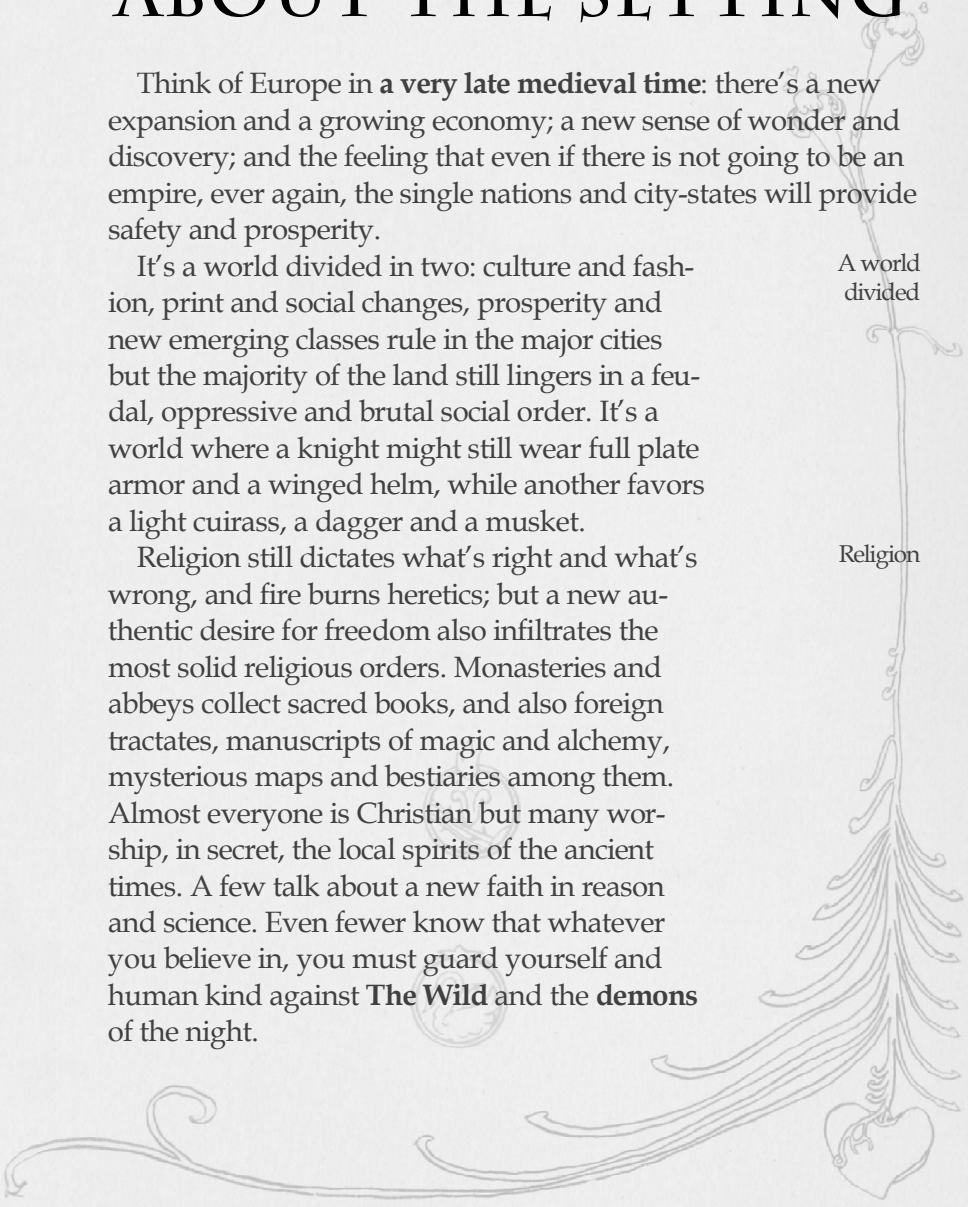 ABOUT THE SETTING
Think of Europe in a very late medieval time: there's a new
expansion and a growing economy; a new sense of wonder and
discovery; and the feeling that even if there is not going to be an
empire, ever again, the single nations and city-states will provide
safety and prosperity.
It's a world divided in two: culture and fash-
ion, print and social changes, prosperity and
new emerging classes rule in the major cities
but the majority of the land still lingers in a feu-
dal, oppressive and brutal social order. It's a
world where a knight might still wear full plate
armor and a winged helm, while another favors
a light cuirass, a dagger and a musket.
A world
divided
Religion still dictates what's right and what's
wrong, and fire burns heretics; but a new au-
thentic desire for freedom also infiltrates the
most solid religious orders. Monasteries and
abbeys collect sacred books, and also foreign
tractates, manuscripts of magic and alchemy,
mysterious maps and bestiaries among them.
Almost everyone is Christian but many wor-
ship, in secret, the local spirits of the ancient
times. A few talk about a new faith in reason
and science. Even fewer know that whatever
you believe in, you must guard yourself and
human kind against The Wild and the demons
of the night.
Religion